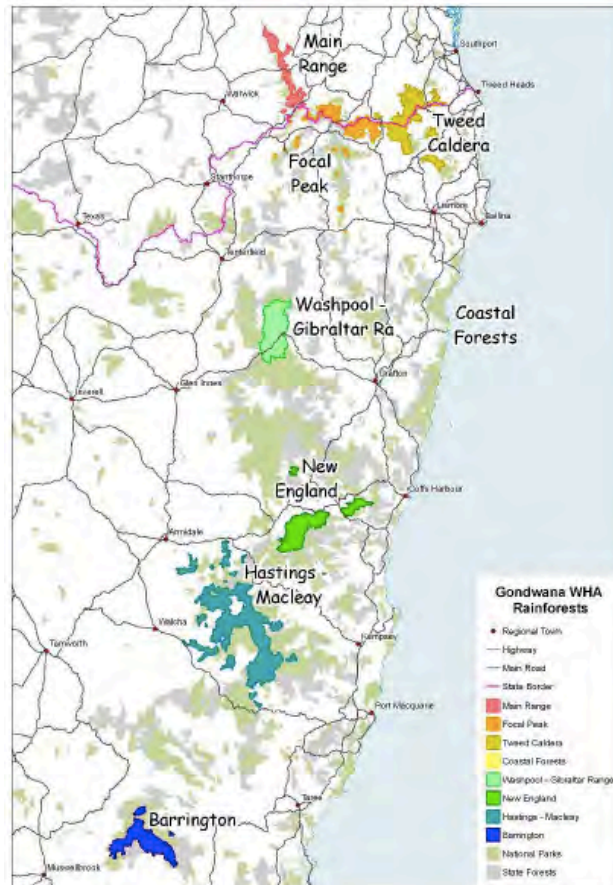 Main
Range
Southport
Tweed Heads
Warwick
Tweed
Caldera
Focal
Peak
Stanthorpe
Texas
Lismore
Ballina
Tenterfield
Washpool -
Gibraltar Ra
Coastal
Forests
Glen Innes
Inverell
Grafton
New
England
Coffs Harbour
Armidale
Hastings -
Macleay
Walcha
Tamworth
Kempsey
Port Macquarie
Taree
Barrington
Muswellbrook
Gondwana WHA
Rainforests
Regional Town
Highway
Main Road
State Border
Main Range
Focal Peak
Tweed Caldera
Coastal Forests
Washpool - Gibraltar Range
New England
Hastings - Macleay
Barrington
National Parks
State Forests